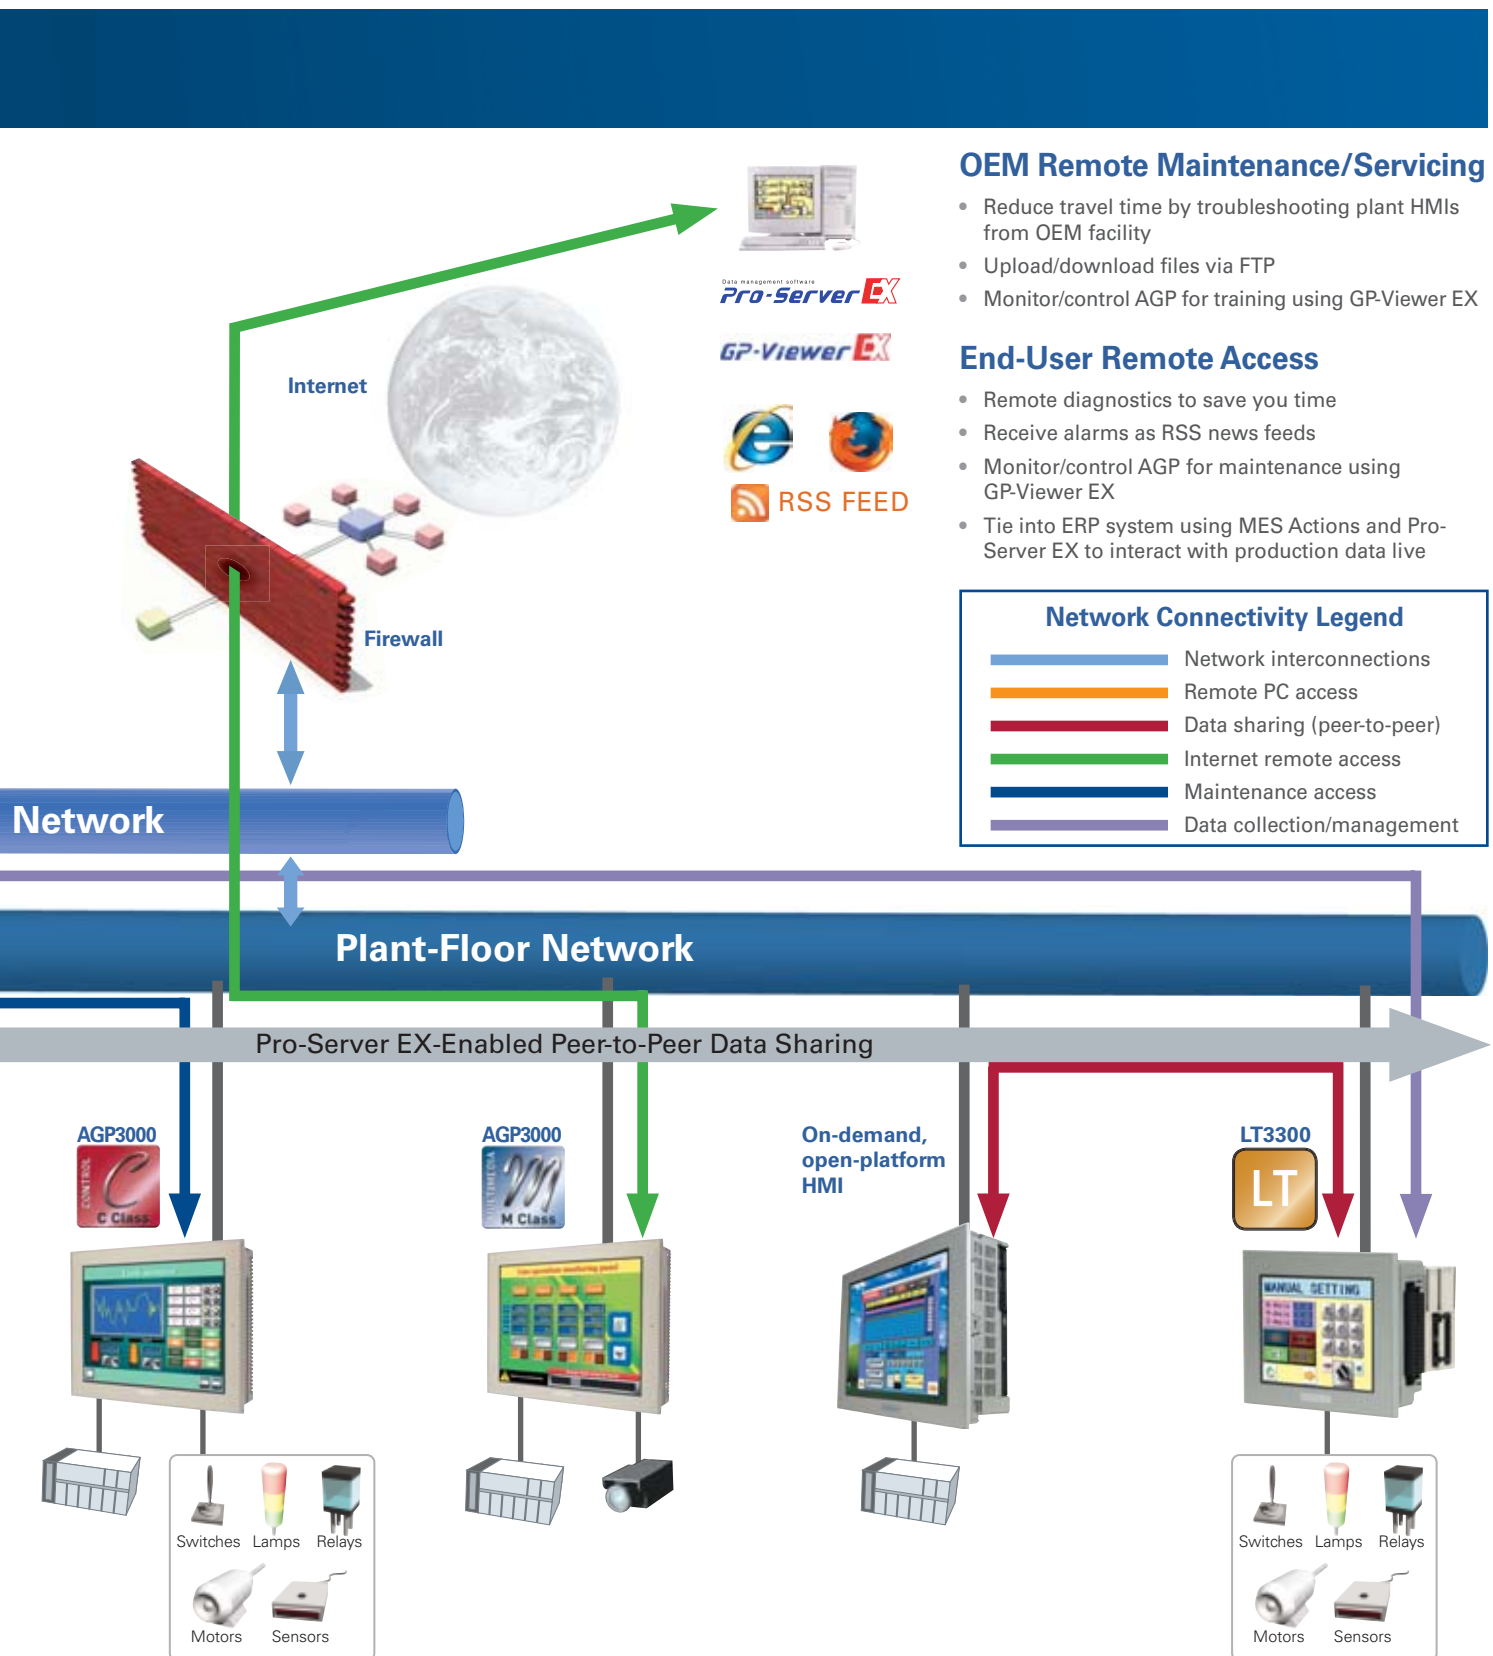 OEM Remote Maintenance/Servicing
• Reduce travel time by troubleshooting plant HMIs
from OEM facility
• Upload/download files via FTP
• Monitor/control AGP for training using GP-Viewer EX
Data management software
Pro-Server EX
GP-Viewer EX
RSS FEED
End-User Remote Access
• Remote diagnostics to save you time
• Receive alarms as RSS news feeds
• Monitor/control AGP for maintenance using
GP-Viewer EX
• Tie into ERP system using MES Actions and Pro-
Server EX to interact with production data live
Internet
Firewall
Network Connectivity Legend
Network interconnections
Remote PC access
Data sharing (peer-to-peer)
Internet remote access
Maintenance access
Data collection/management
Network
Plant-Floor Network
Pro-Server EX-Enabled Peer-to-Peer Data Sharing
AGP3000
CONTROL
C Class
AGP3000
MULTIMEDIA
M Class
On-demand,
open-platform
HMI
LT3300
LT
MANUAL SETTING
Switches
Lamps
Relays
Motors
Sensors
Switches
Lamps
Relays
Motors
Sensors